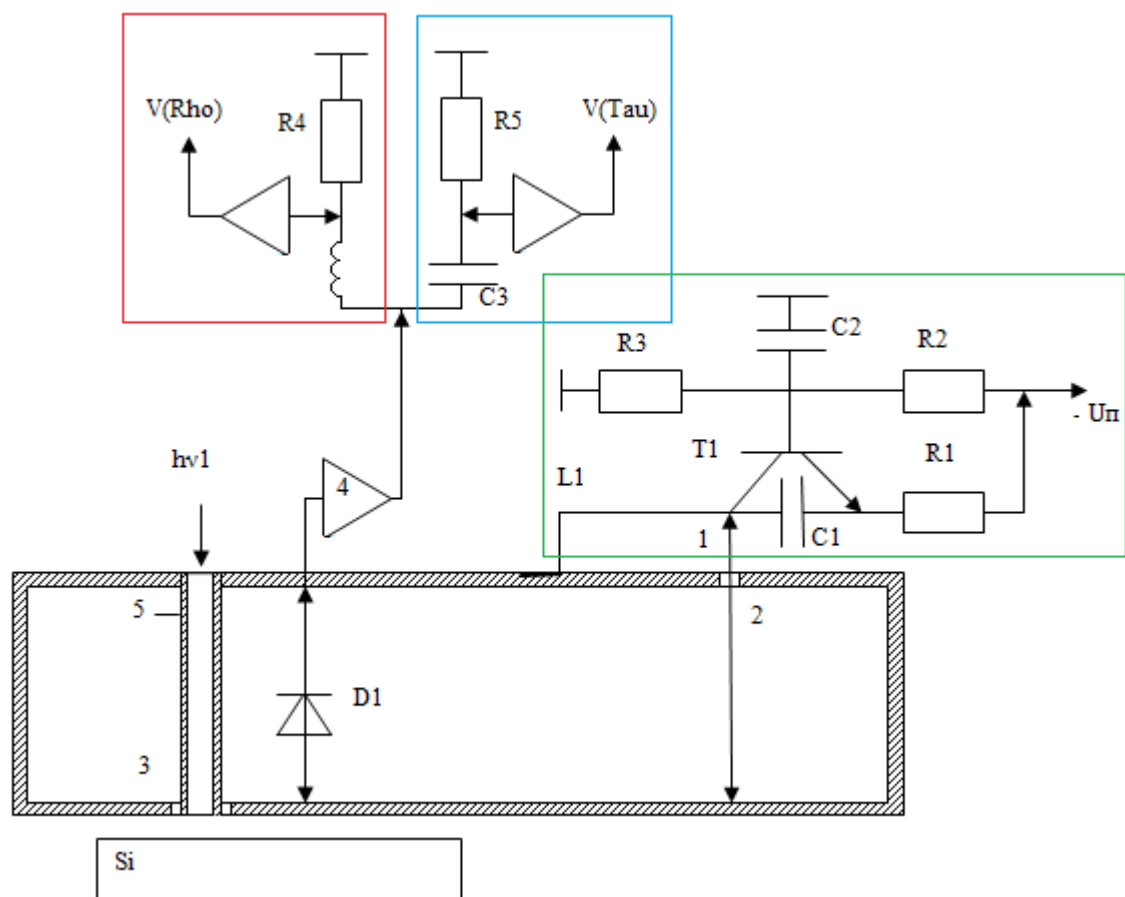 V(Rho)
R4
R5
V(Tau)
C3
C2
R3
R2
- Uп
T1
R1
hν1
L1
4
1
C1
5
2
D1
3
Si